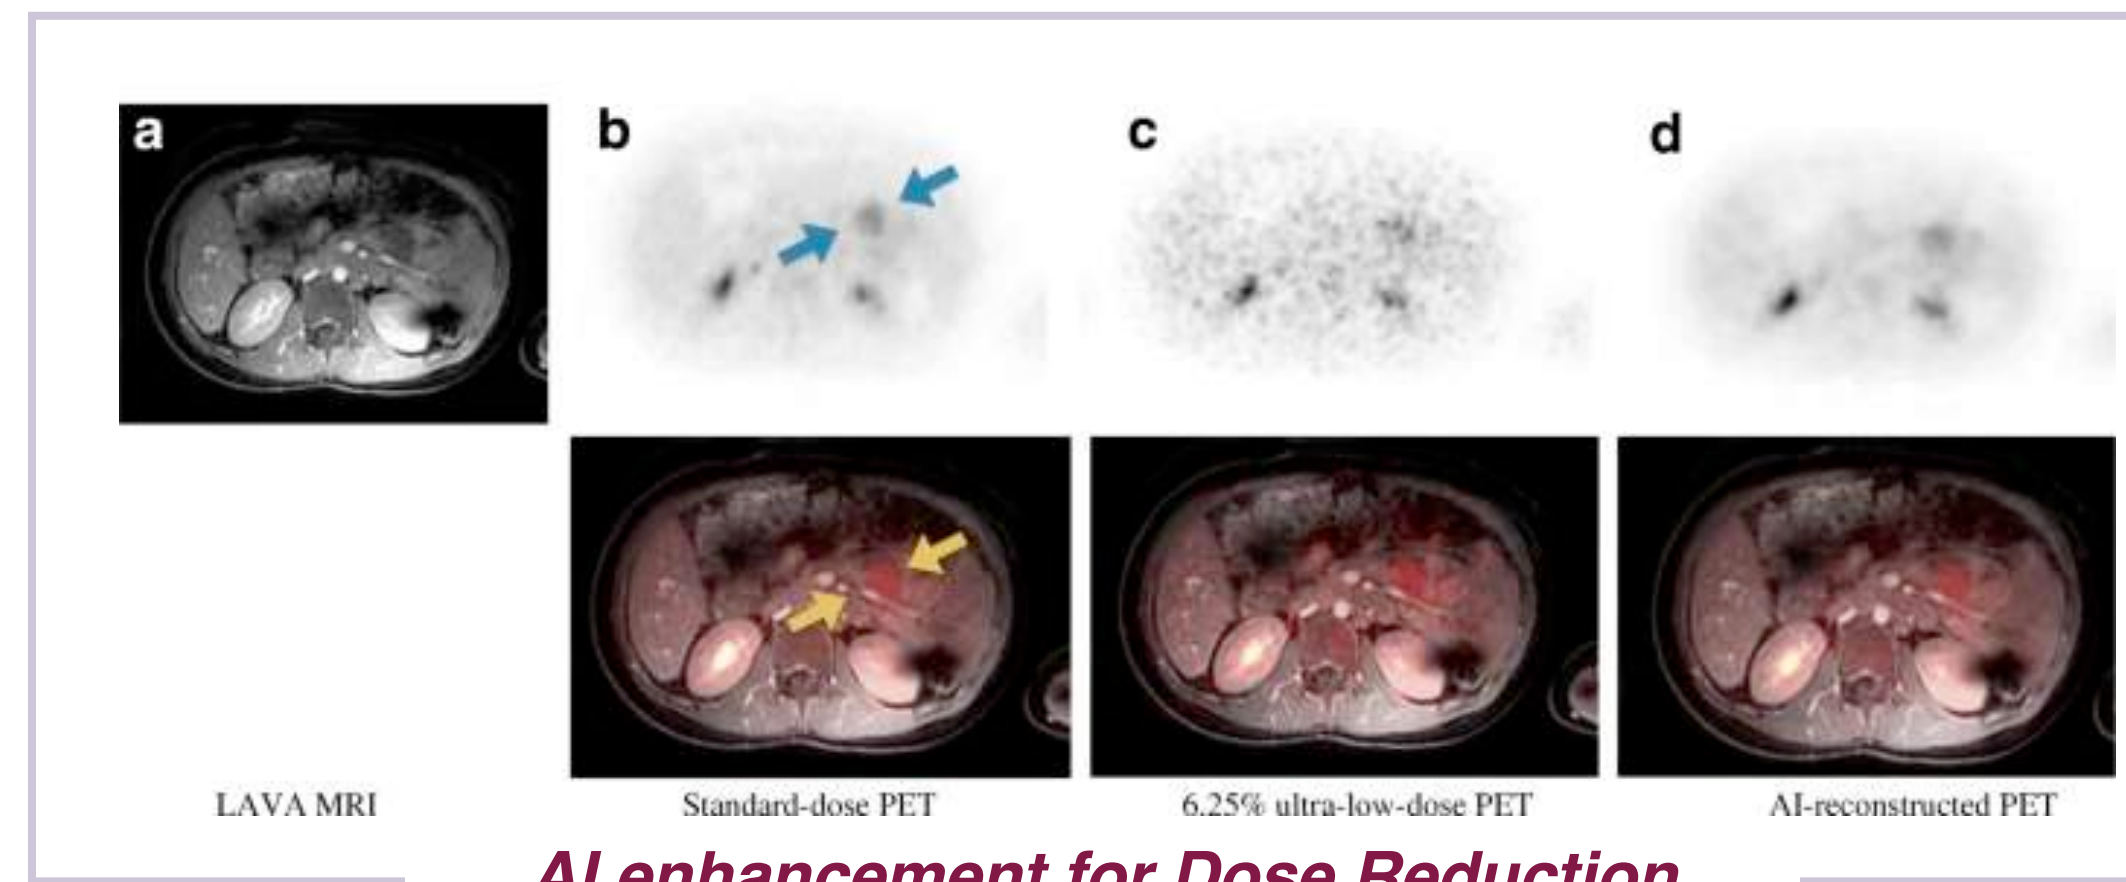 a
b
c
d
LAVA MRI
Standard-dose PET
6.25% ultra-low-dose PET
AI-reconstructed PET
AI enhancement for Dose Reduction